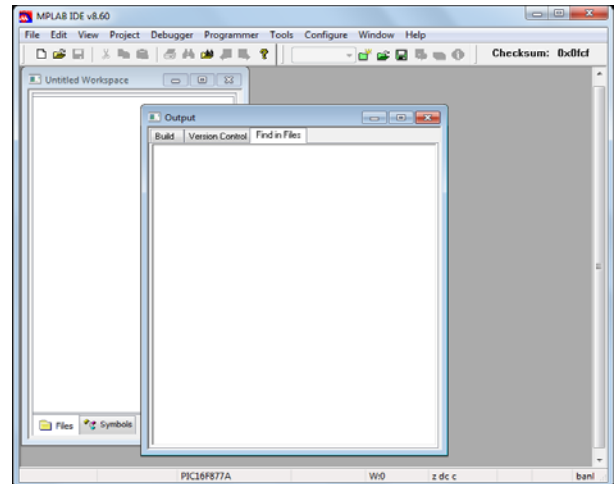 MPLAB IDE v8.60
File Edit View Project Debugger Programmer Tools Configure Window Help
Checksum: 0x0fcf
Untitled Workspace
Output
Build Version Control Find in Files
Files Symbols
PIC16F877A W:0 z dc c banl